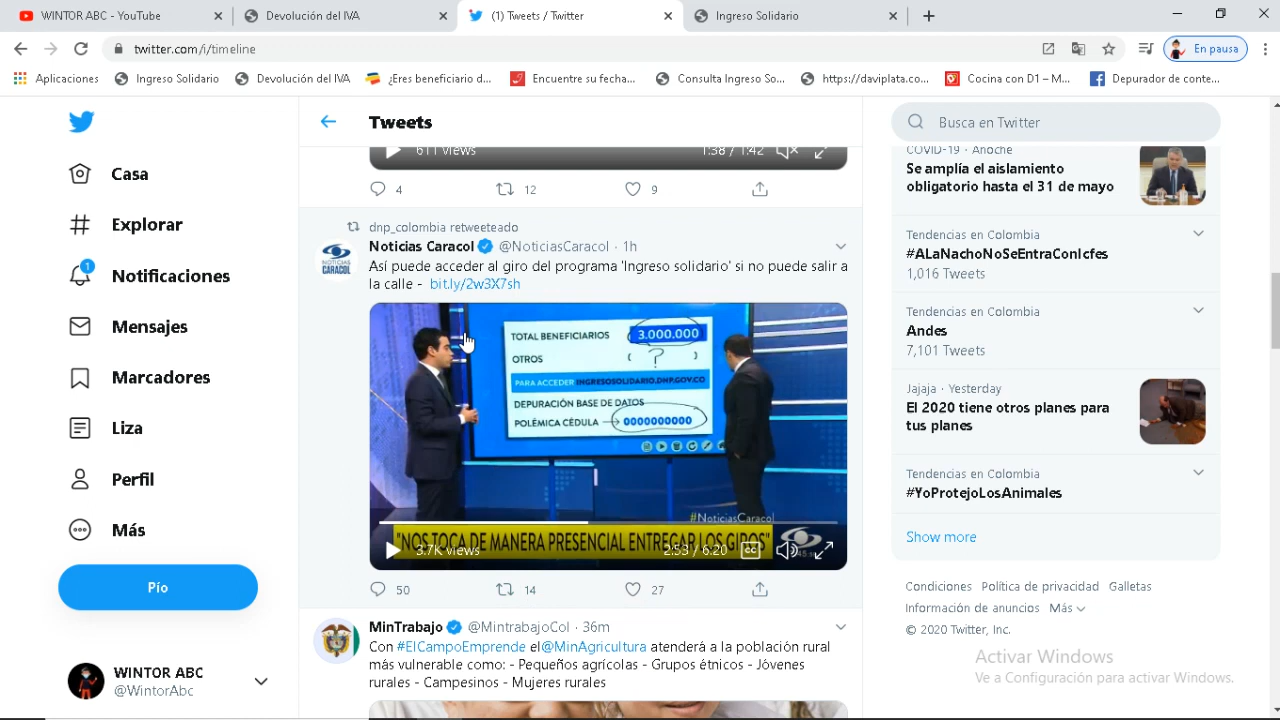 WINTOR ABC - YouTube
Devolución del IVA
(1) Tweets / Twitter
Ingreso Solidario
twitter.com/i/timeline
En pausa
Aplicaciones
Ingreso Solidario
Devolución del IVA
¿Eres beneficiario d...
Encuentre su fecha...
Consulta Ingreso So...
https://daviplata.co...
Cocina con D1 – M...
Depurador de conte...
Casa
Explorar
1
Notificaciones
Mensajes
Marcadores
Liza
Perfil
Más
Pío
WINTOR ABC
@WintorAbc
Tweets
611 views
1:38 / 1:42
4 12 9
dnp_colombia retweeteado
Noticias Caracol @NoticiasCaracol · 1h
Así puede acceder al giro del programa 'Ingreso solidario' si no puede salir a
la calle - bit.ly/2w3X7sh
NOTICIAS
CARACOL
TOTAL BENEFICIARIOS 3.000.000
OTROS ( ? )
PARA ACCEDER INGRESOSOLIDARIO.DNP.GOV.CO
DEPURACIÓN BASE DE DATOS
POLÉMICA CÉDULA → 0000000000
#NoticiasCaracol
"NOS TOCA DE MANERA PRESENCIAL ENTREGAR LOS GIROS"
3.7K views
2:53 / 6:20
CC
50 14 27
MinTrabajo @MintrabajoCol · 36m
Con #ElCampoEmprende el@MinAgricultura atenderá a la población rural
más vulnerable como: - Pequeños agrícolas - Grupos étnicos - Jóvenes
rurales - Campesinos - Mujeres rurales
Busca en Twitter
COVID-19 · Anoche
Se amplía el aislamiento
obligatorio hasta el 31 de mayo
Tendencias en Colombia
#ALaNachoNoSeEntraConIcfes
1,016 Tweets
Tendencias en Colombia
Andes
7,101 Tweets
Jajaja · Yesterday
El 2020 tiene otros planes para
tus planes
Tendencias en Colombia
#YoProtejoLosAnimales
Show more
Condiciones Política de privacidad Galletas
Información de anuncios Más
© 2020 Twitter, Inc.
Activar Windows
Ve a Configuración para activar Windows.